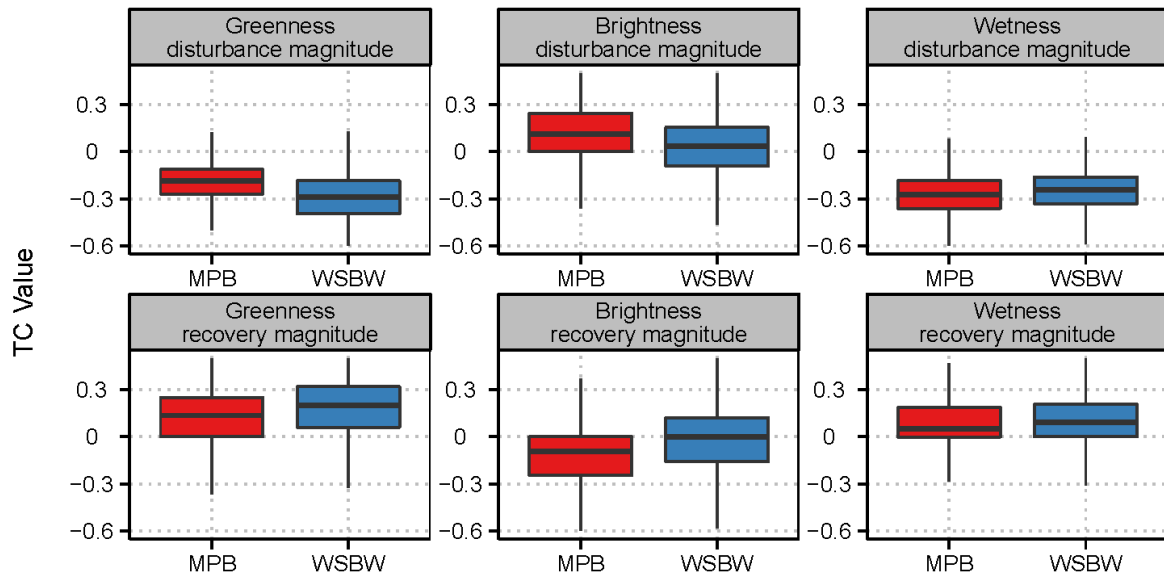 Greenness
disturbance magnitude
Brightness
disturbance magnitude
Wetness
disturbance magnitude
0.3
0
−0.3
−0.6
0.3
0
−0.3
−0.6
0.3
0
−0.3
−0.6
MPB
WSBW
MPB
WSBW
MPB
WSBW
TC Value
Greenness
recovery magnitude
Brightness
recovery magnitude
Wetness
recovery magnitude
0.3
0
−0.3
−0.6
0.3
0
−0.3
−0.6
0.3
0
−0.3
−0.6
MPB
WSBW
MPB
WSBW
MPB
WSBW